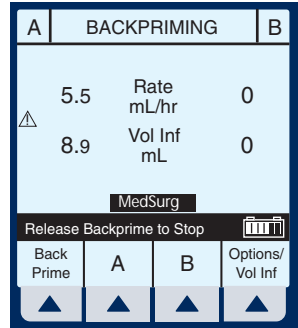 A BACKPRIMING B
5.5 Rate mL/hr 0
8.9 Vol Inf mL 0
MedSurg
Release Backprime to Stop
Back Prime A B Options/ Vol Inf